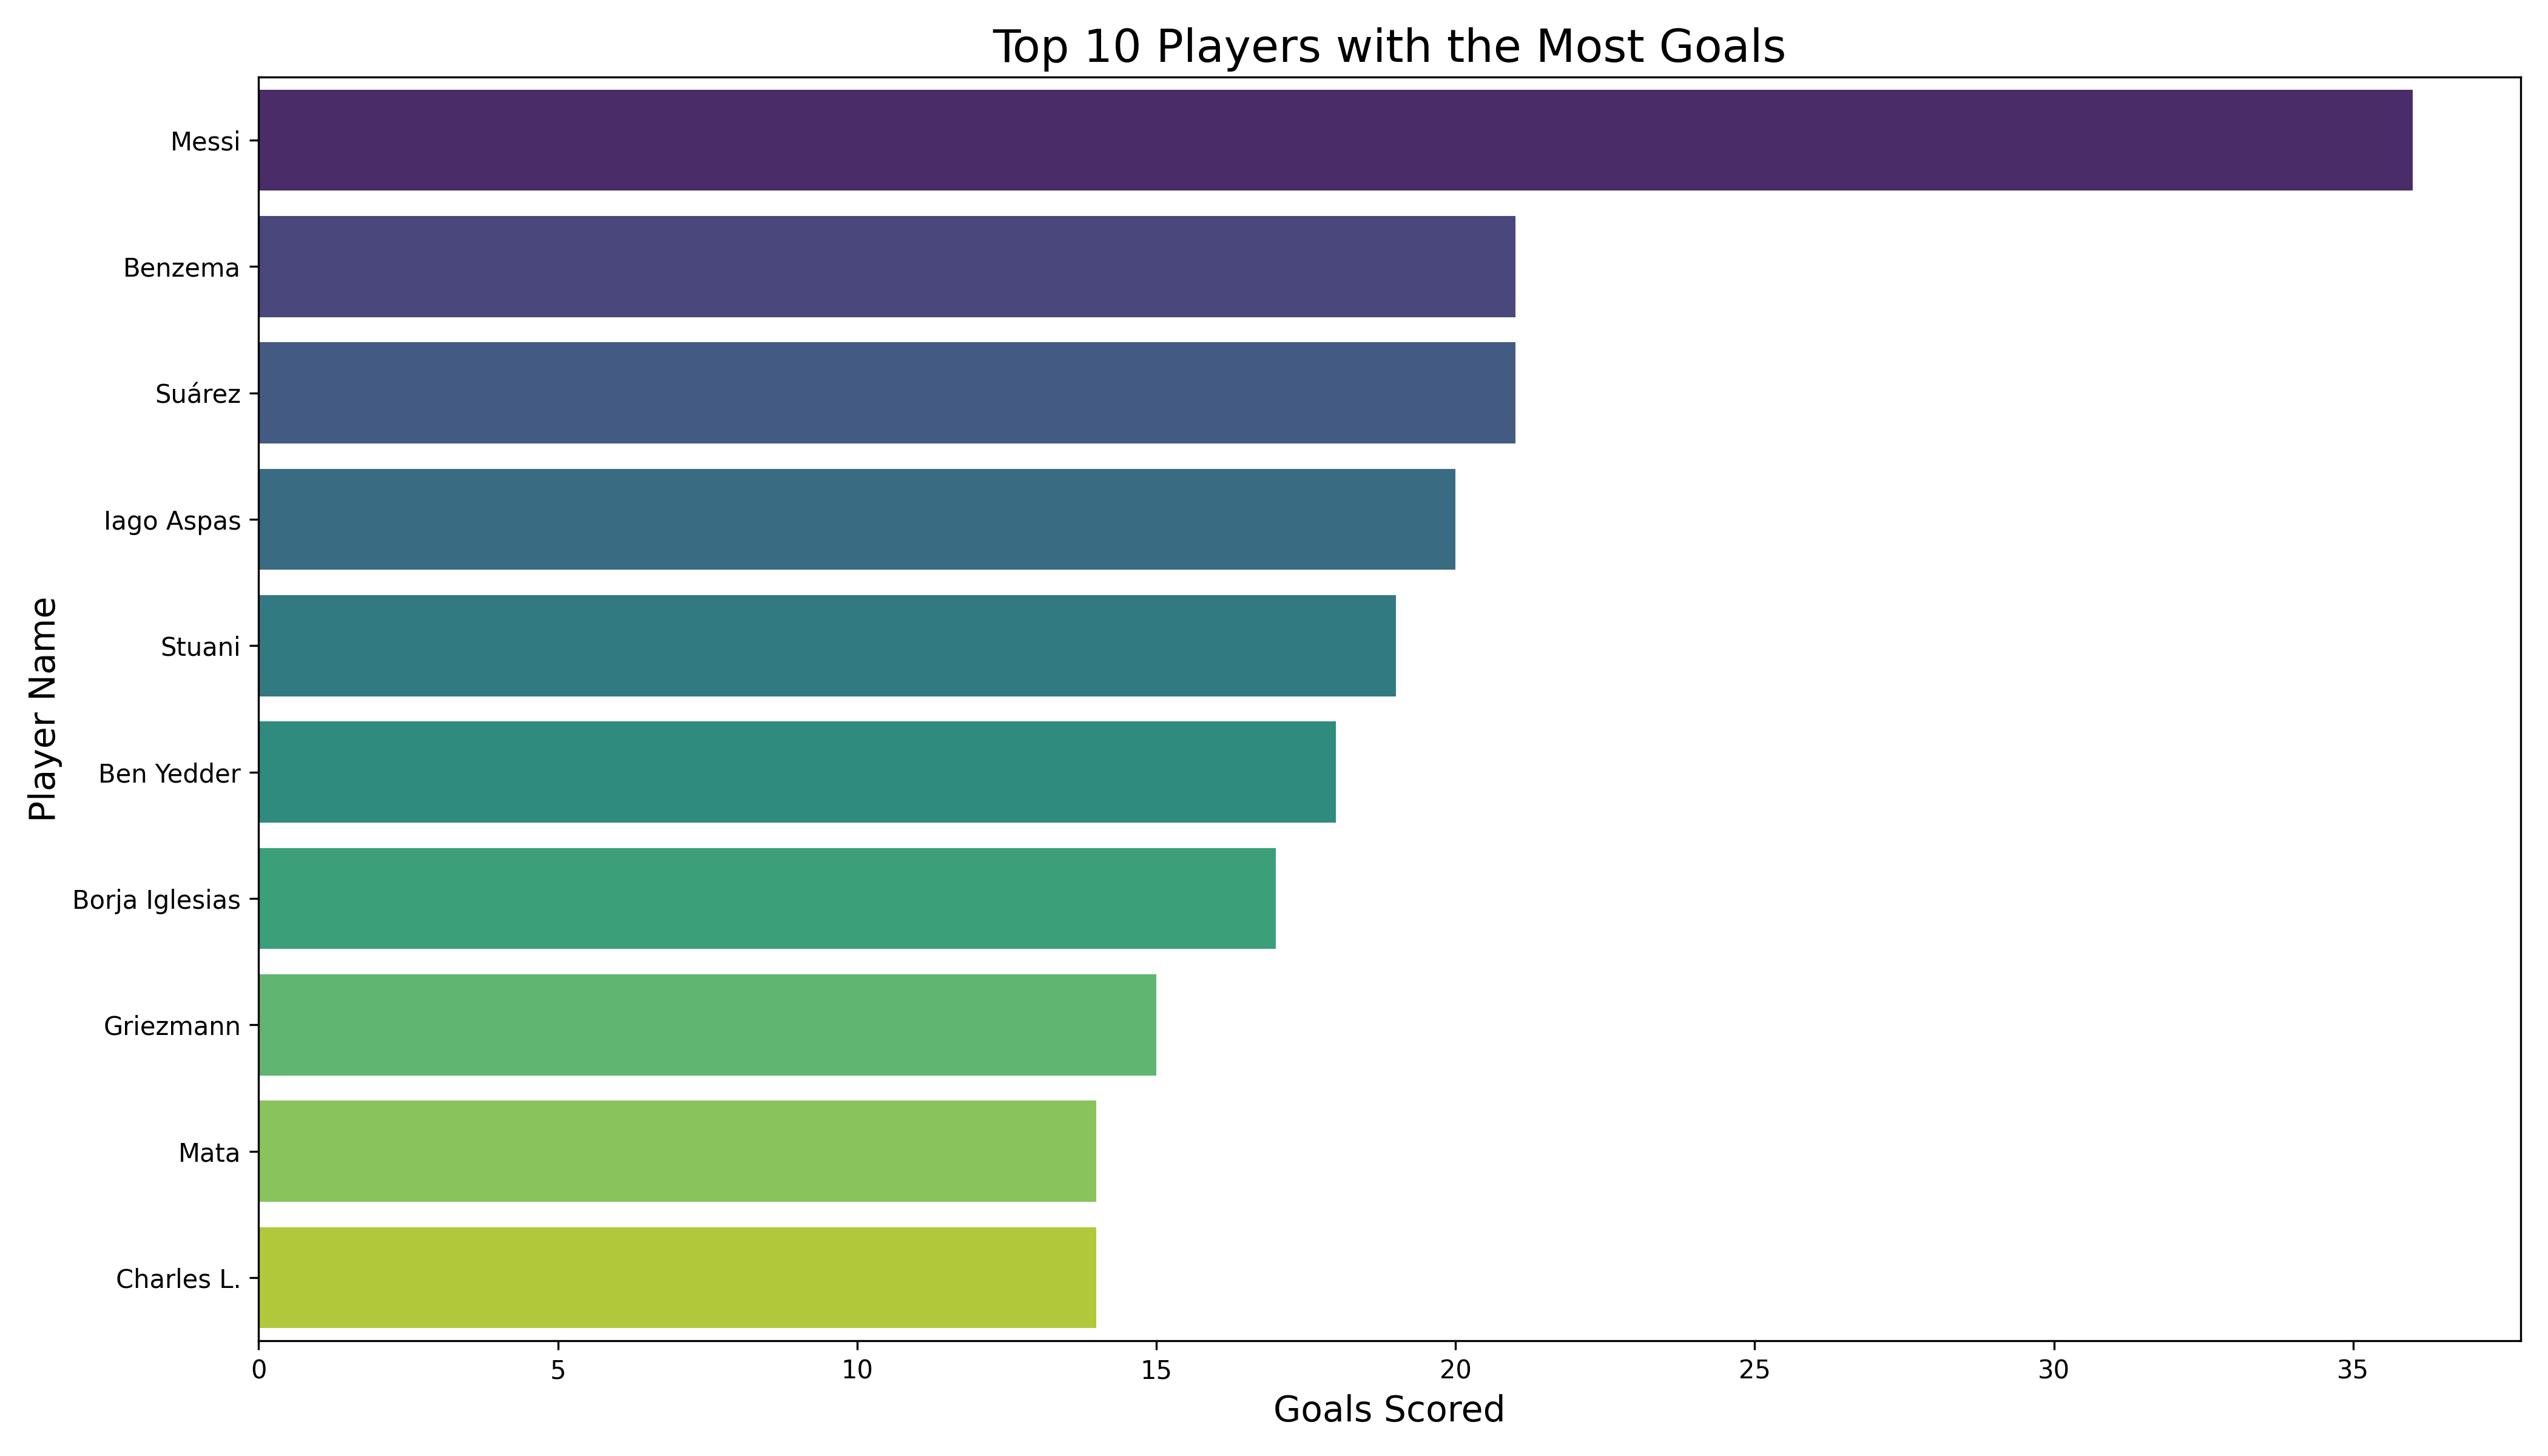 Top 10 Players with the Most Goals
Player Name
Messi
Benzema
Suárez
Iago Aspas
Stuani
Ben Yedder
Borja Iglesias
Griezmann
Mata
Charles L.
0 5 10 15 20 25 30 35
Goals Scored